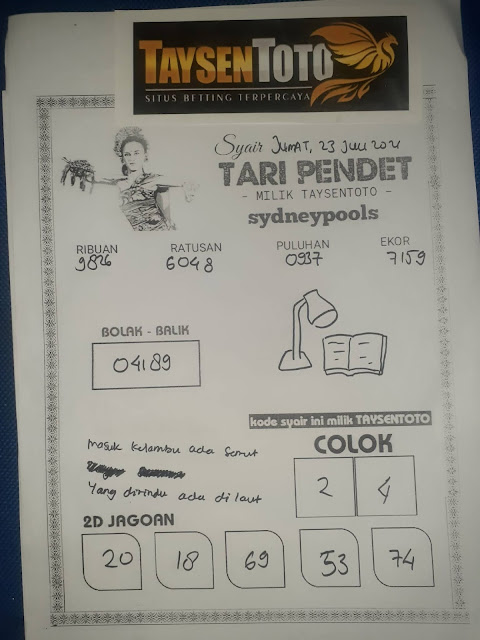 TAYSENTOTO
SITUS BETTING TERPERCAYA
Syair JUMAT, 23 JULI 2021
TARI PENDET
- MILIK TAYSENTOTO -
sydneypools
RIBUAN RATUSAN PULUHAN EKOR
9826 6048 0937 7159
BOLAK - BALIK
04189
kode syair ini milik TAYSENTOTO
COLOK
2 4
Masuk kelambu ada semut
Yang dirindu ada di laut
2D JAGOAN
20 18 69 53 74